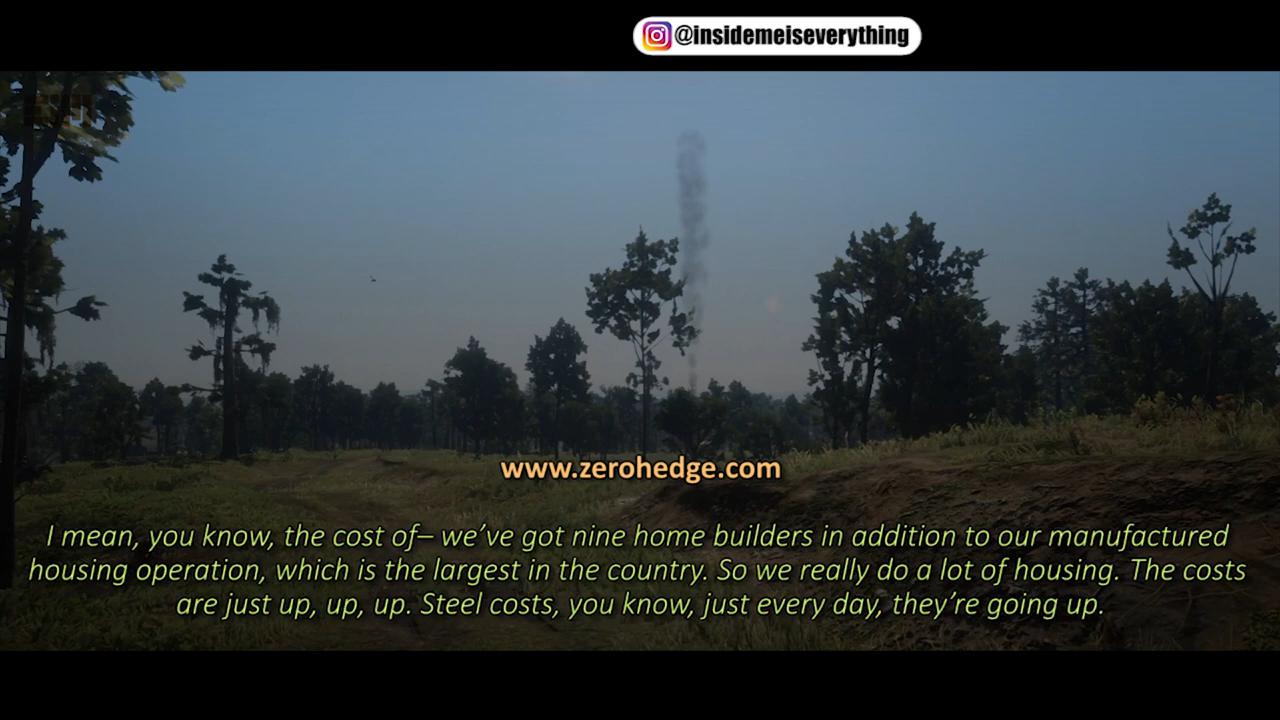 @insidemeiseverything
www.zerohedge.com
I mean, you know, the cost of– we’ve got nine home builders in addition to our manufactured
housing operation, which is the largest in the country. So we really do a lot of housing. The costs
are just up, up, up. Steel costs, you know, just every day, they’re going up.